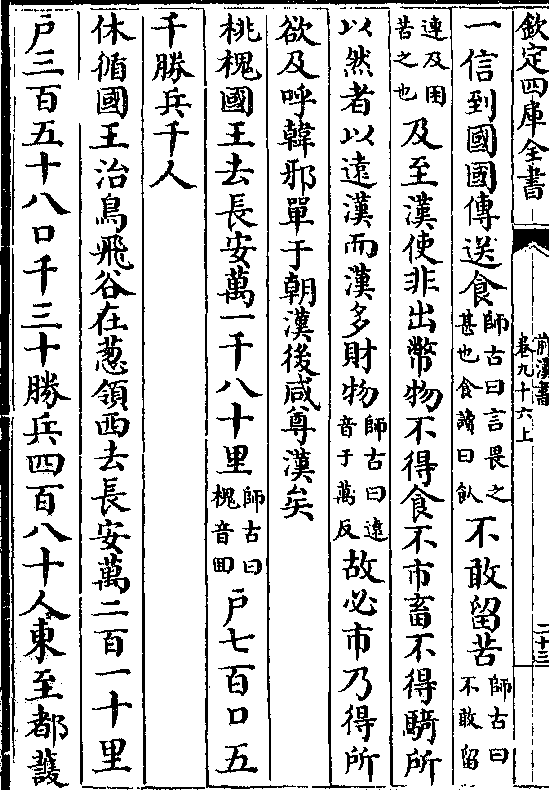 欽定四庫全書
前漢書
卷九十六上
二十三
一信到國國傳送食師古曰言畏之甚也食讀曰飤不敢留苦師古曰不敢留
連及困苦之也及至漢使非出幣物不得食不市畜不得騎所
以然者以遠漢而漢多財物師古曰遠音于萬反故必市乃得所
欲及呼韓邪單于朝漢後咸尊漢矣
桃槐國王去長安萬一千八十里師古曰槐音回戶七百口五
千勝兵千人
休循國王治鳥飛谷在葱領西去長安萬二百一十里
戶三百五十八口千三十勝兵四百八十人東至都護